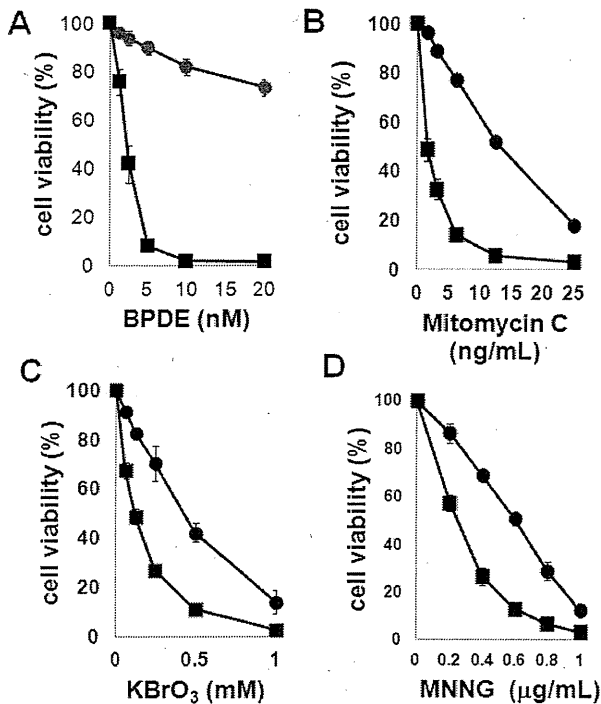 A
cell viability (%)
100
80
60
40
20
0
0 5 10 15 20
BPDE (nM)
B
cell viability (%)
100
80
60
40
20
0
0 5 10 15 20 25
Mitomycin C
(ng/mL)
C
cell viability (%)
100
80
60
40
20
0
0 0.5 1
KBrO₃ (mM)
D
cell viability (%)
100
80
60
40
20
0
0 0.2 0.4 0.6 0.8 1
MNNG (μg/mL)